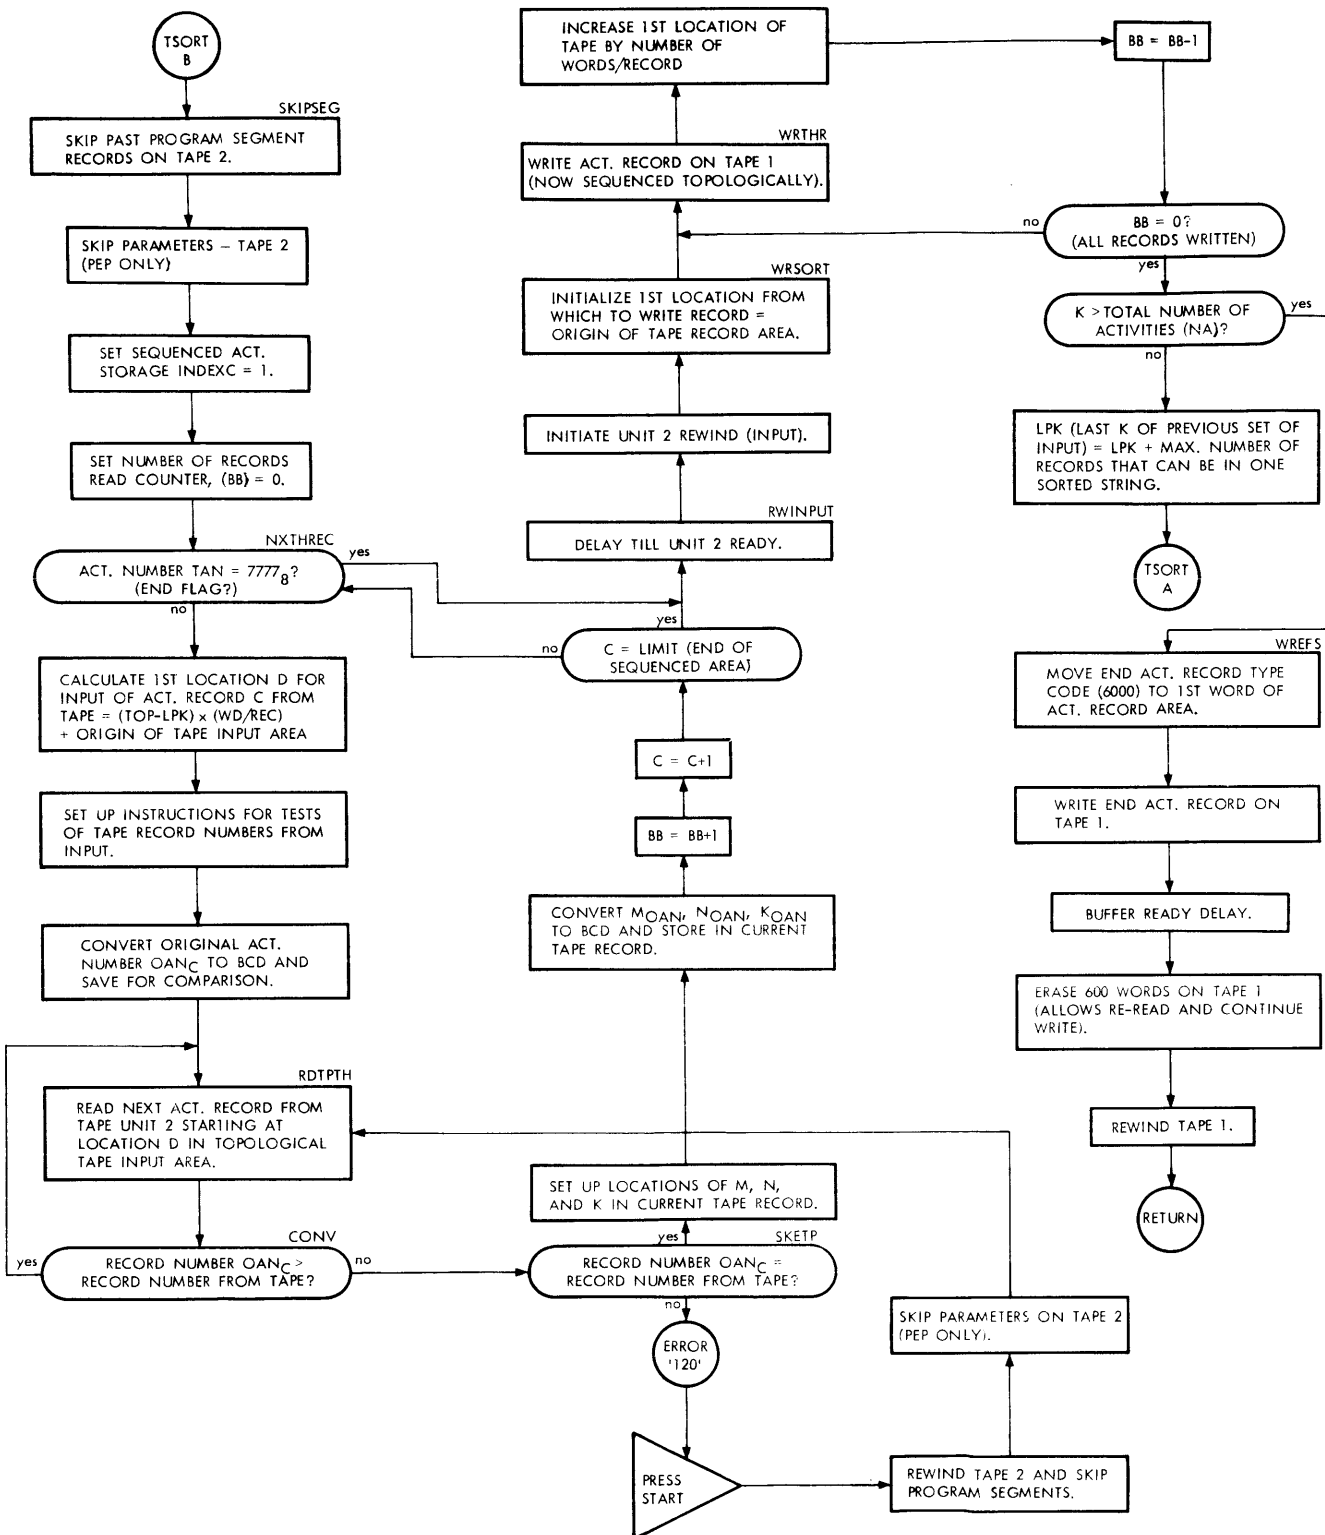 TSORT
B
SKIPSEG
SKIP PAST PROGRAM SEGMENT
RECORDS ON TAPE 2.
SKIP PARAMETERS – TAPE 2
(PEP ONLY)
SET SEQUENCED ACT.
STORAGE INDEXC = 1.
SET NUMBER OF RECORDS
READ COUNTER, (BB) = 0.
NXTHREC
ACT. NUMBER TAN = 7777₈?
(END FLAG?)
yes
no
CALCULATE 1ST LOCATION D FOR
INPUT OF ACT. RECORD C FROM
TAPE = (TOP-LPK) x (WD/REC)
+ ORIGIN OF TAPE INPUT AREA
SET UP INSTRUCTIONS FOR TESTS
OF TAPE RECORD NUMBERS FROM
INPUT.
CONVERT ORIGINAL ACT.
NUMBER OAN_C TO BCD AND
SAVE FOR COMPARISON.
RDTPTH
READ NEXT ACT. RECORD FROM
TAPE UNIT 2 STARTING AT
LOCATION D IN TOPOLOGICAL
TAPE INPUT AREA.
CONV
yes
RECORD NUMBER OAN_C >
RECORD NUMBER FROM TAPE?
no
INCREASE 1ST LOCATION OF
TAPE BY NUMBER OF
WORDS/RECORD
WRTHR
WRITE ACT. RECORD ON TAPE 1
(NOW SEQUENCED TOPOLOGICALLY).
WRSORT
INITIALIZE 1ST LOCATION FROM
WHICH TO WRITE RECORD =
ORIGIN OF TAPE RECORD AREA.
INITIATE UNIT 2 REWIND (INPUT).
RWINPUT
DELAY TILL UNIT 2 READY.
yes
no
C = LIMIT (END OF
SEQUENCED AREA)
C = C+1
BB = BB+1
CONVERT M_OAN, N_OAN, K_OAN
TO BCD AND STORE IN CURRENT
TAPE RECORD.
SET UP LOCATIONS OF M, N,
AND K IN CURRENT TAPE RECORD.
yes
SKETP
RECORD NUMBER OAN_C =
RECORD NUMBER FROM TAPE?
no
ERROR
'120'
PRESS
START
REWIND TAPE 2 AND SKIP
PROGRAM SEGMENTS.
SKIP PARAMETERS ON TAPE 2
(PEP ONLY).
BB = BB-1
no
BB = 0?
(ALL RECORDS WRITTEN)
yes
K > TOTAL NUMBER OF
ACTIVITIES (NA)?
yes
no
LPK (LAST K OF PREVIOUS SET OF
INPUT) = LPK + MAX. NUMBER OF
RECORDS THAT CAN BE IN ONE
SORTED STRING.
TSORT
A
WREFS
MOVE END ACT. RECORD TYPE
CODE (6000) TO 1ST WORD OF
ACT. RECORD AREA.
WRITE END ACT. RECORD ON
TAPE 1.
BUFFER READY DELAY.
ERASE 600 WORDS ON TAPE 1
(ALLOWS RE-READ AND CONTINUE
WRITE).
REWIND TAPE 1.
RETURN